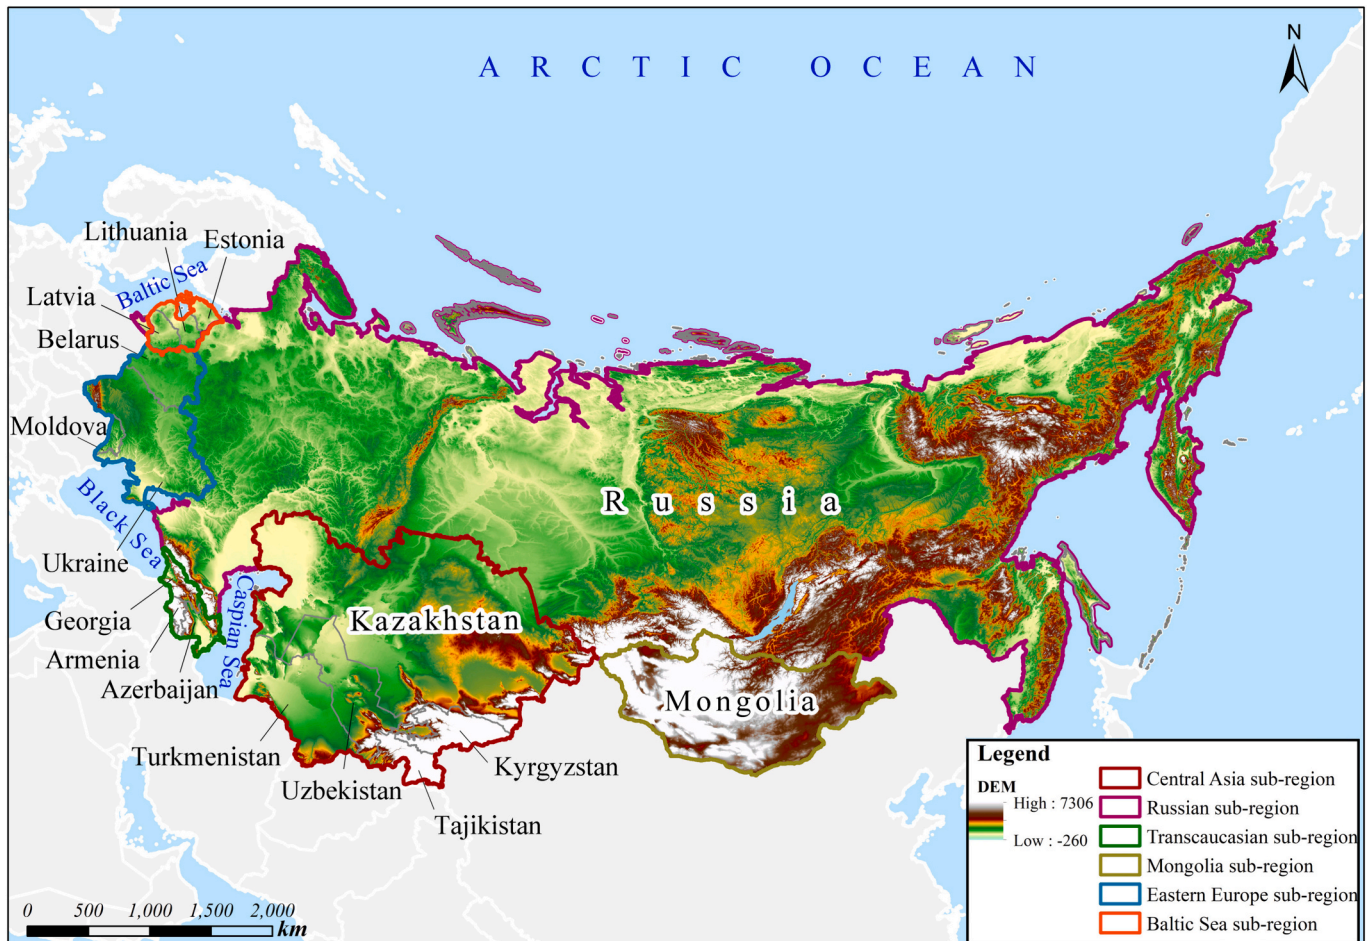 N
ARCTIC OCEAN
Lithuania
Estonia
Baltic Sea
Latvia
Belarus
Moldova
Black Sea
Russia
Ukraine
Caspian Sea
Kazakhstan
Georgia
Armenia
Azerbaijan
Mongolia
Turkmenistan
Kyrgyzstan
Uzbekistan
Tajikistan
Legend
DEM
High : 7306
Low : -260
Central Asia sub-region
Russian sub-region
Transcaucasian sub-region
Mongolia sub-region
Eastern Europe sub-region
Baltic Sea sub-region
0 500 1,000 1,500 2,000
km